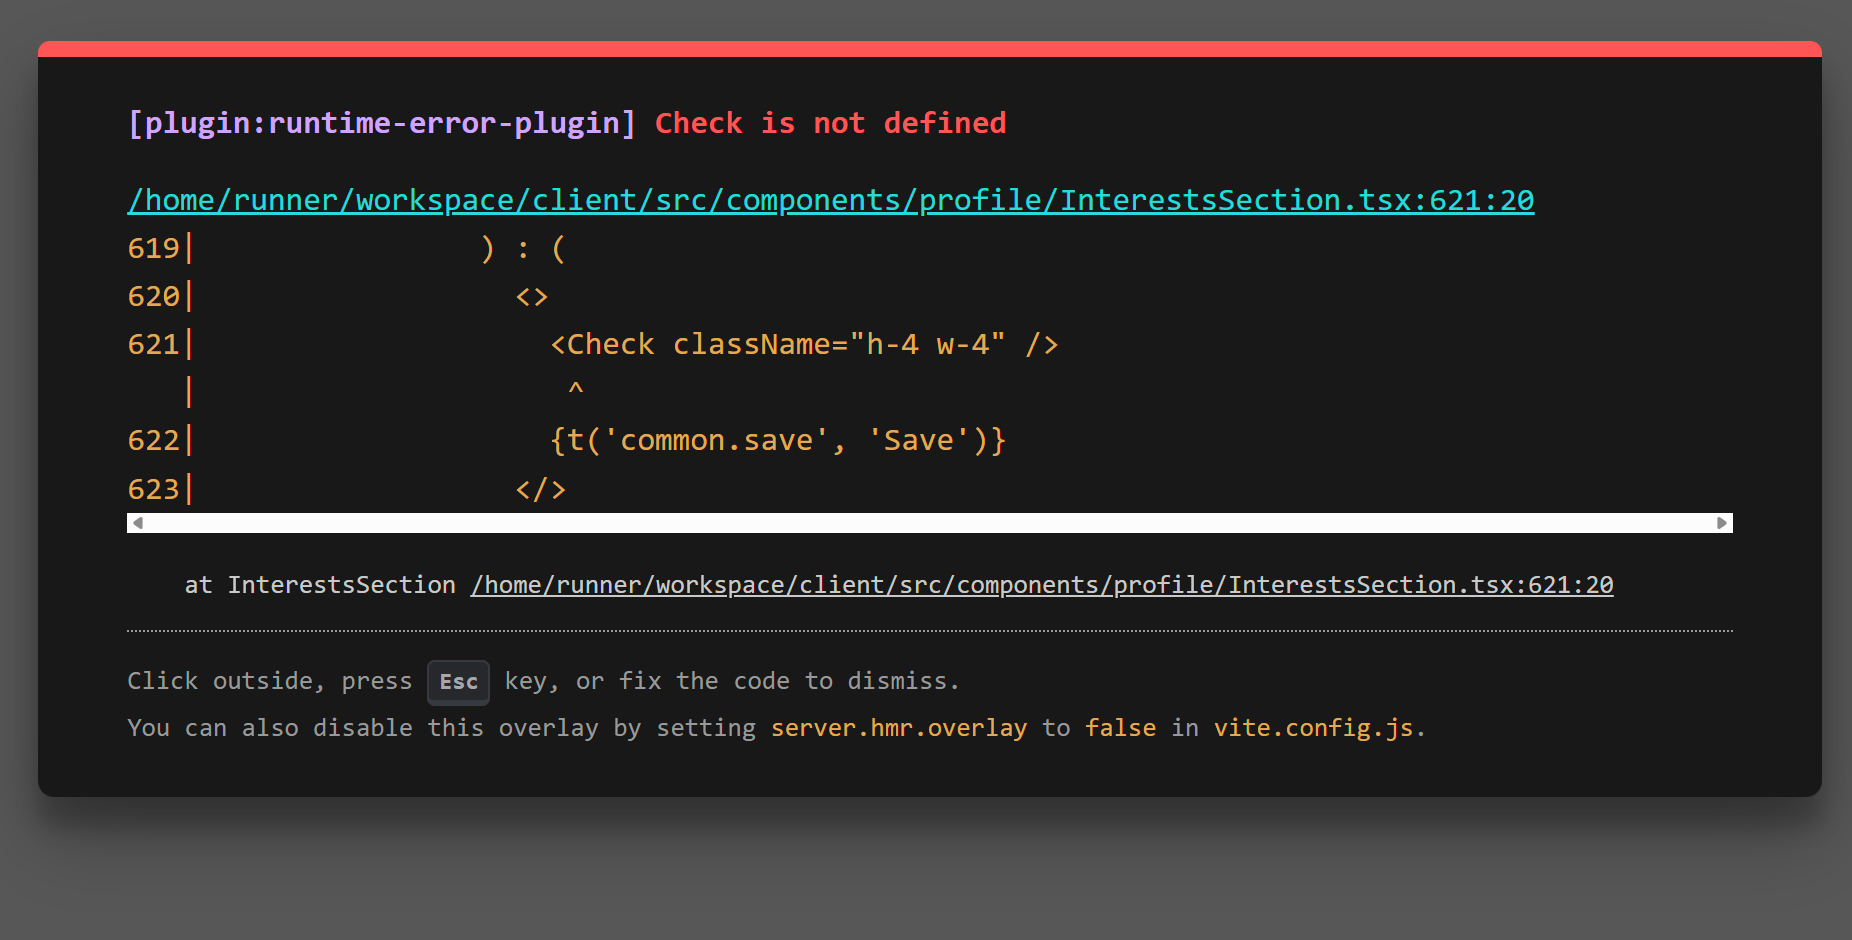 [plugin:runtime-error-plugin] Check is not defined
/home/runner/workspace/client/src/components/profile/InterestsSection.tsx:621:20
619|                ) : (
620|                  <>
621|                    <Check className="h-4 w-4" />
   |                     ^
622|                    {t('common.save', 'Save')}
623|                  </>
at InterestsSection /home/runner/workspace/client/src/components/profile/InterestsSection.tsx:621:20
Click outside, press Esc key, or fix the code to dismiss.
You can also disable this overlay by setting server.hmr.overlay to false in vite.config.js.